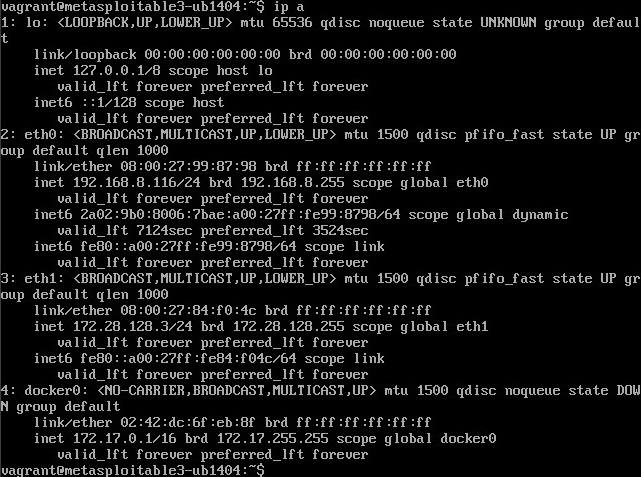 vagrant@metasploitable3-ub1404:~$ ip a
1: lo: <LOOPBACK,UP,LOWER_UP> mtu 65536 qdisc noqueue state UNKNOWN group defaul
t
    link/loopback 00:00:00:00:00:00 brd 00:00:00:00:00:00
    inet 127.0.0.1/8 scope host lo
       valid_lft forever preferred_lft forever
    inet6 ::1/128 scope host
       valid_lft forever preferred_lft forever
2: eth0: <BROADCAST,MULTICAST,UP,LOWER_UP> mtu 1500 qdisc pfifo_fast state UP gr
oup default qlen 1000
    link/ether 08:00:27:99:87:98 brd ff:ff:ff:ff:ff:ff
    inet 192.168.8.116/24 brd 192.168.8.255 scope global eth0
       valid_lft forever preferred_lft forever
    inet6 2a02:9b0:8006:7bae:a00:27ff:fe99:8798/64 scope global dynamic
       valid_lft 7124sec preferred_lft 3524sec
    inet6 fe80::a00:27ff:fe99:8798/64 scope link
       valid_lft forever preferred_lft forever
3: eth1: <BROADCAST,MULTICAST,UP,LOWER_UP> mtu 1500 qdisc pfifo_fast state UP gr
oup default qlen 1000
    link/ether 08:00:27:84:f0:4c brd ff:ff:ff:ff:ff:ff
    inet 172.28.128.3/24 brd 172.28.128.255 scope global eth1
       valid_lft forever preferred_lft forever
    inet6 fe80::a00:27ff:fe84:f04c/64 scope link
       valid_lft forever preferred_lft forever
4: docker0: <NO-CARRIER,BROADCAST,MULTICAST,UP> mtu 1500 qdisc noqueue state DOW
N group default
    link/ether 02:42:dc:6f:eb:8f brd ff:ff:ff:ff:ff:ff
    inet 172.17.0.1/16 brd 172.17.255.255 scope global docker0
       valid_lft forever preferred_lft forever
vagrant@metasploitable3-ub1404:~$